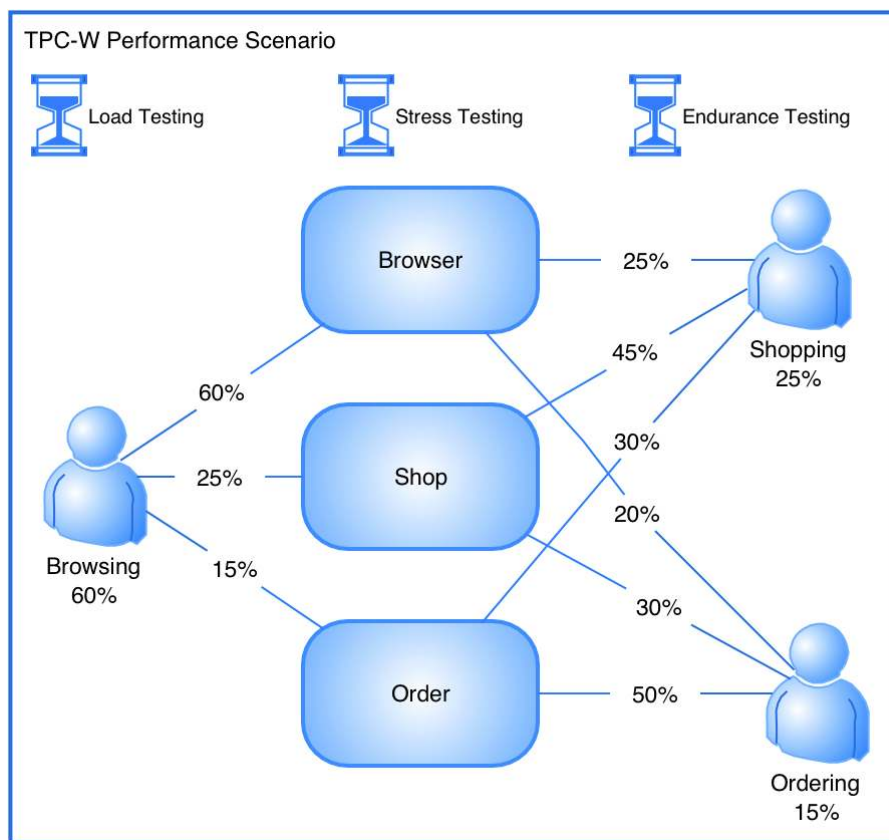 TPC-W Performance Scenario
Load Testing
Stress Testing
Endurance Testing
Browser
25%
45%
Shopping
25%
60%
30%
Shop
25%
20%
15%
Browsing
60%
30%
Order
50%
Ordering
15%